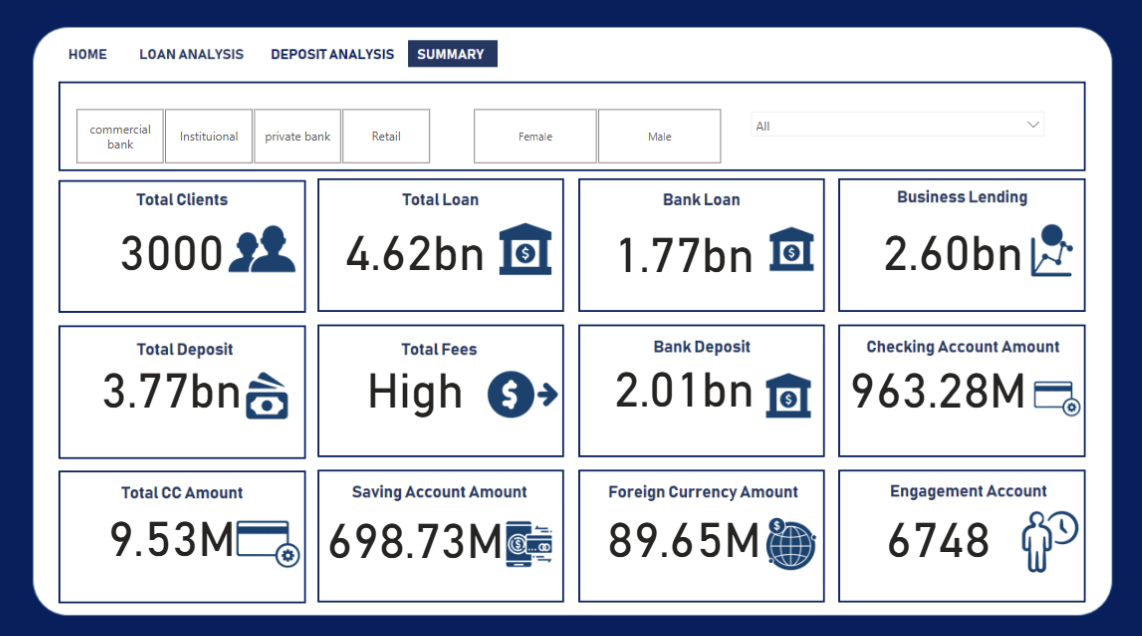 HOME LOAN ANALYSIS DEPOSIT ANALYSIS SUMMARY
commercial
bank
Instituional
private bank
Retail
Female
Male
All
Total Clients
3000
Total Loan
4.62bn
Bank Loan
1.77bn
Business Lending
2.60bn
Total Deposit
3.77bn
Total Fees
High
Bank Deposit
2.01bn
Checking Account Amount
963.28M
Total CC Amount
9.53M
Saving Account Amount
698.73M
Foreign Currency Amount
89.65M
Engagement Account
6748